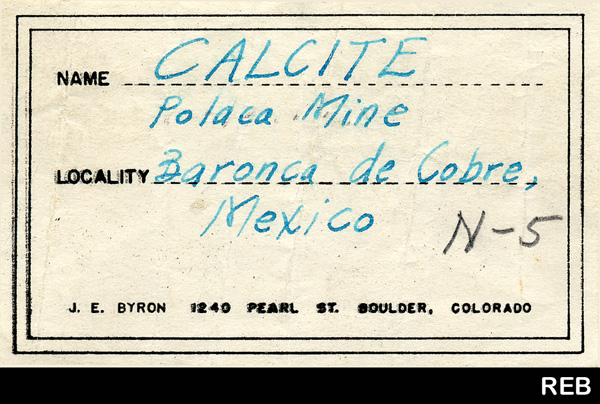 NAME CALCITE
Polaca Mine
LOCALITY Baronca de Cobre,
Mexico
N-5
J. E. BYRON 1240 PEARL ST. BOULDER, COLORADO
REB